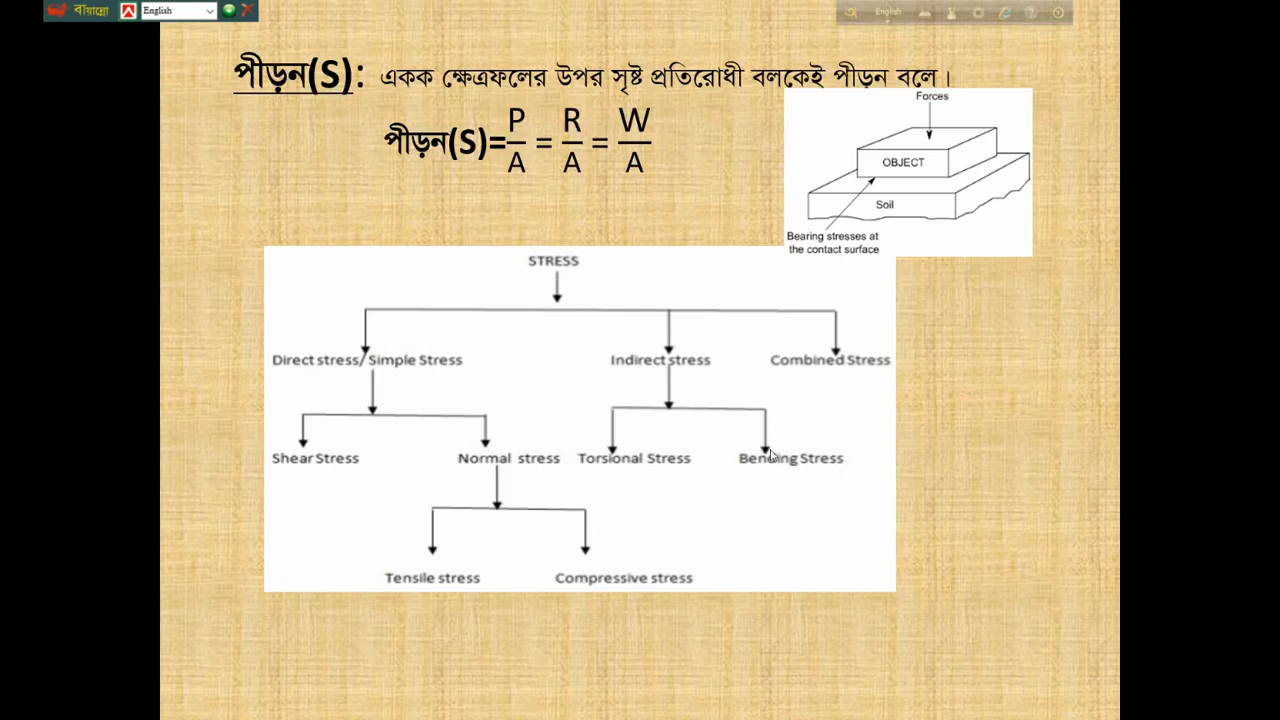 বায়ান্নো English
English
পীড়ন(S): একক ক্ষেত্রফলের উপর সৃষ্ট প্রতিরোধী বলকেই পীড়ন বলে।
পীড়ন(S)= P/A = R/A = W/A
Forces
OBJECT
Soil
Bearing stresses at
the contact surface
STRESS
Direct stress/ Simple Stress Indirect stress Combined Stress
Shear Stress Normal stress Torsional Stress Bending Stress
Tensile stress Compressive stress